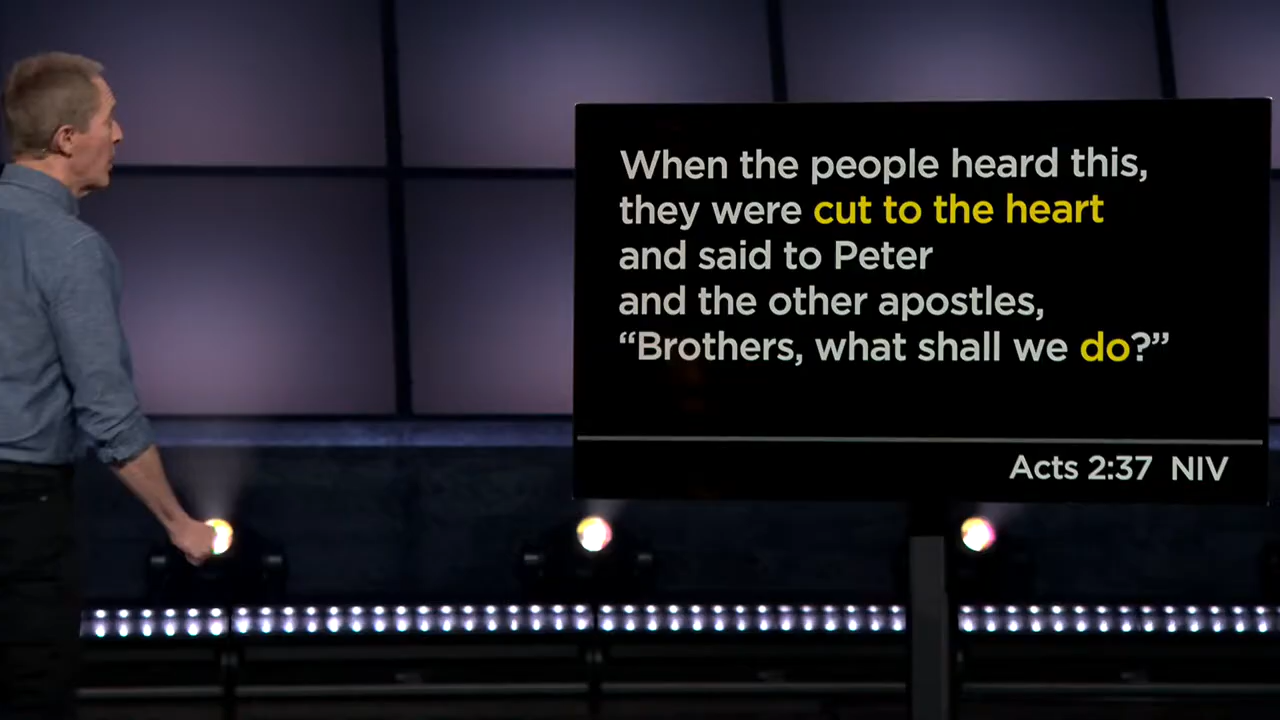 When the people heard this,
they were cut to the heart
and said to Peter
and the other apostles,
“Brothers, what shall we do?”
Acts 2:37 NIV